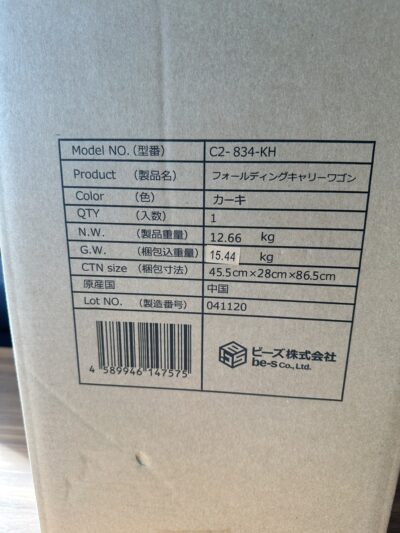 Model NO.（型番） C2-834-KH
Product （製品名） フォールディングキャリーワゴン
Color （色） カーキ
QTY （入数） 1
N.W. （製品重量） 12.66 kg
G.W. （梱包込重量） 15.44 kg
CTN size （梱包寸法） 45.5cm×28cm×86.5cm
原産国 中国
Lot NO. （製造番号） 041120
ビーズ株式会社
be-s Co., Ltd.
4 589946 147575